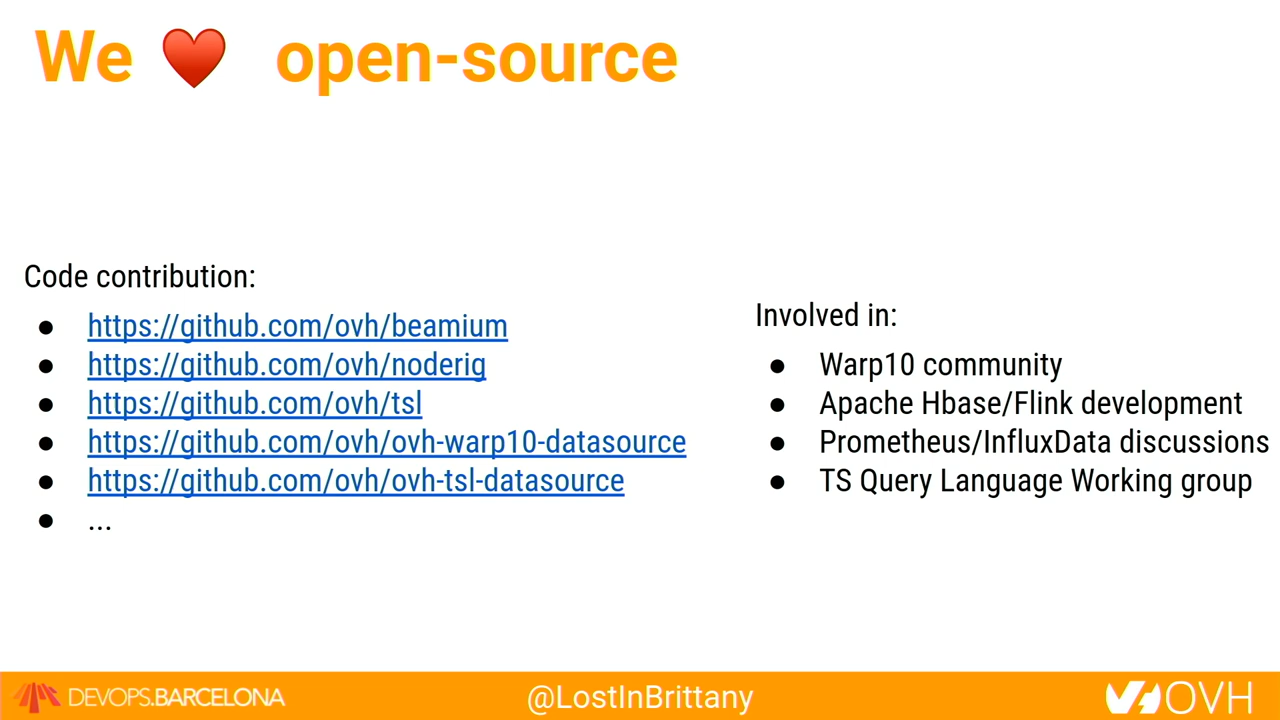 We ❤ open-source
Code contribution:
● https://github.com/ovh/beamium
● https://github.com/ovh/noderig
● https://github.com/ovh/tsl
● https://github.com/ovh/ovh-warp10-datasource
● https://github.com/ovh/ovh-tsl-datasource
● ...
Involved in:
● Warp10 community
● Apache Hbase/Flink development
● Prometheus/InfluxData discussions
● TS Query Language Working group
DEVOPS.BARCELONA
@LostInBrittany
OVH